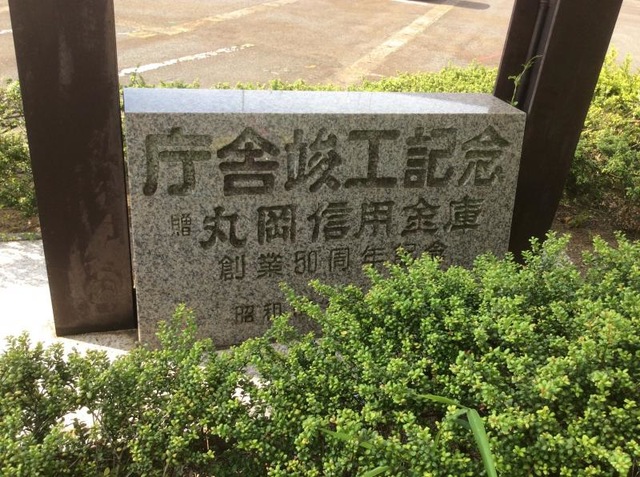 庁舎竣工記念
贈 丸岡信用金庫
創業50周年記念
昭和